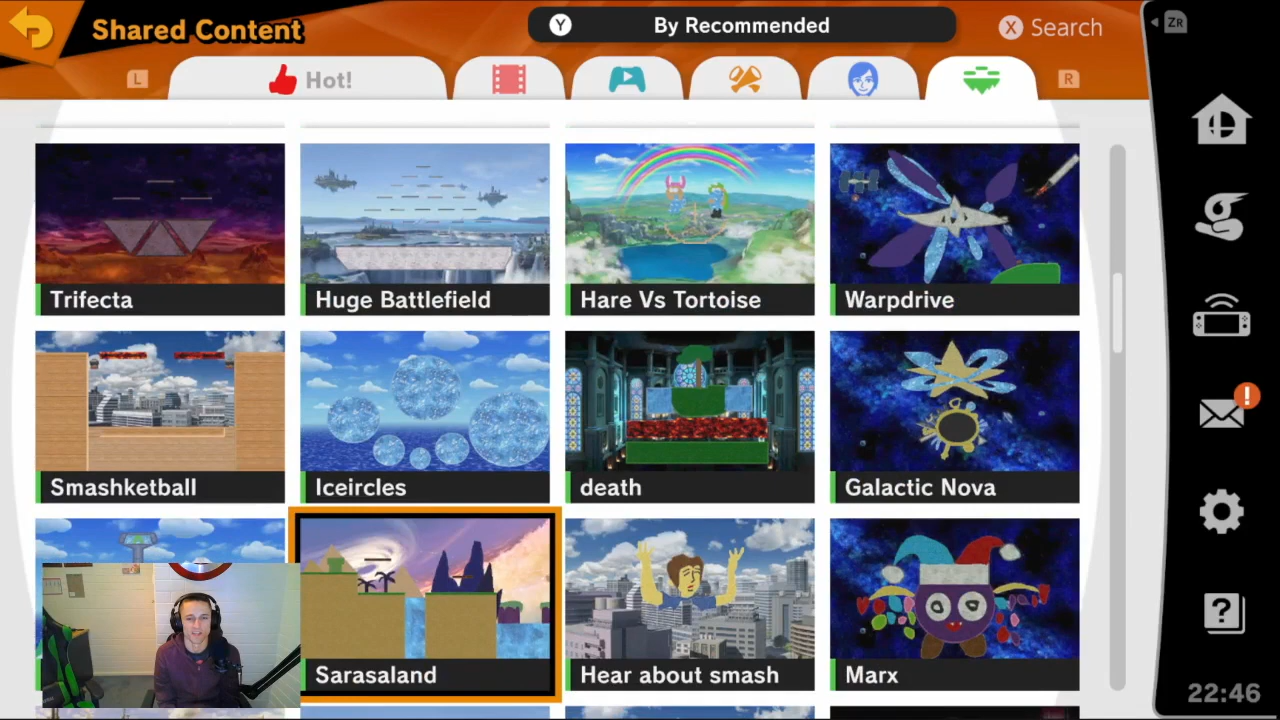 Shared Content
Y By Recommended
X Search
ZR
L
Hot!
R
Trifecta
Huge Battlefield
Hare Vs Tortoise
Warpdrive
Smashketball
Iceircles
death
Galactic Nova
!
Sarasaland
Hear about smash
Marx
?
22:46